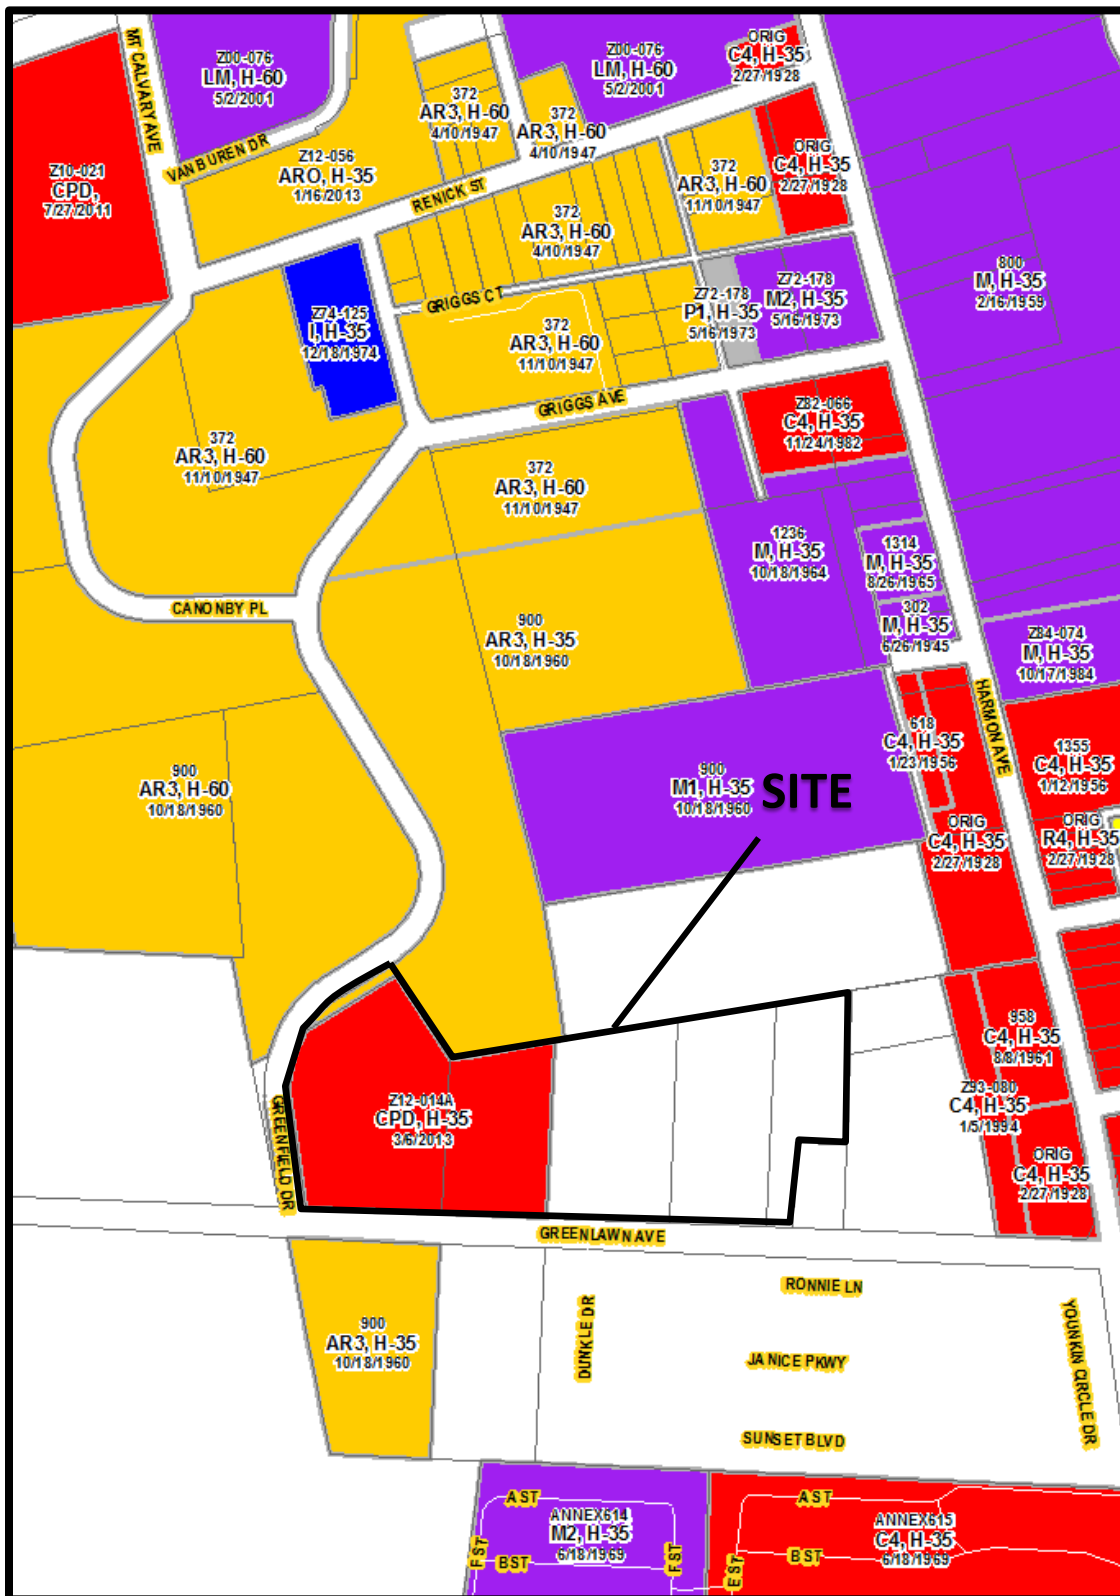 MT CALVARY AVE
Z00-076
LM, H-60
5/2/2001
Z00-076
LM, H-60
5/2/2001
ORIG
C4, H-35
2/27/1928
372
AR3, H-60
4/10/1947
372
AR3, H-60
4/10/1947
VAN BUREN DR
Z12-056
ARO, H-35
1/16/2013
Z10-021
CPD,
7/27/2011
RENICK ST
372
AR3, H-60
11/10/1947
ORIG
C4, H-35
2/27/1928
372
AR3, H-60
4/10/1947
800
M, H-35
2/16/1959
GRIGGS CT
Z72-178
P1, H-35
5/16/1973
Z72-178
M2, H-35
5/16/1973
Z74-125
I, H-35
12/18/1974
372
AR3, H-60
11/10/1947
GRIGGS AVE
Z82-066
C4, H-35
11/24/1982
372
AR3, H-60
11/10/1947
372
AR3, H-60
11/10/1947
1236
M, H-35
10/18/1964
1314
M, H-35
8/26/1965
302
M, H-35
6/26/1945
CANONBY PL
900
AR3, H-35
10/18/1960
Z84-074
M, H-35
10/17/1984
HARMON AVE
618
C4, H-35
1/23/1956
1355
C4, H-35
1/12/1956
900
AR3, H-60
10/18/1960
900
M1, H-35
10/18/1960
SITE
ORIG
C4, H-35
2/27/1928
ORIG
R4, H-35
2/27/1928
958
C4, H-35
8/8/1961
Z93-080
C4, H-35
1/5/1994
Z12-014A
CPD, H-35
3/6/2013
GREENFIELD DR
ORIG
C4, H-35
2/27/1928
GREENLAWN AVE
RONNIE LN
DUNKLE DR
YOUNKIN CIRCLE DR
900
AR3, H-35
10/18/1960
JANICE PKWY
SUNSET BLVD
A ST
A ST
ANNEX614
M2, H-35
6/18/1969
ANNEX615
C4, H-35
6/18/1969
F ST
B ST
F ST
E ST
B ST